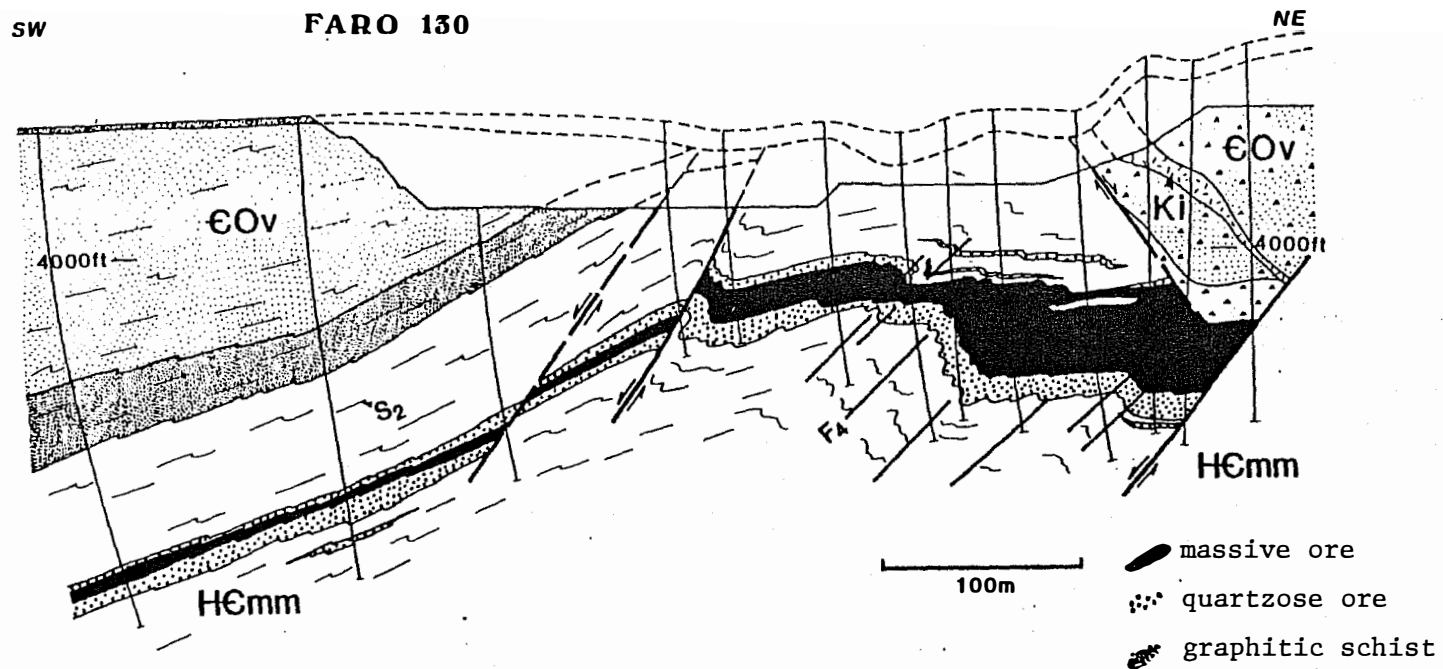 SW
FARO 130
NE
ЄOv
ЄOv
Ki
4000ft
4000ft
S2
F4
HЄmm
HЄmm
100m
massive ore
quartzose ore
graphitic schist